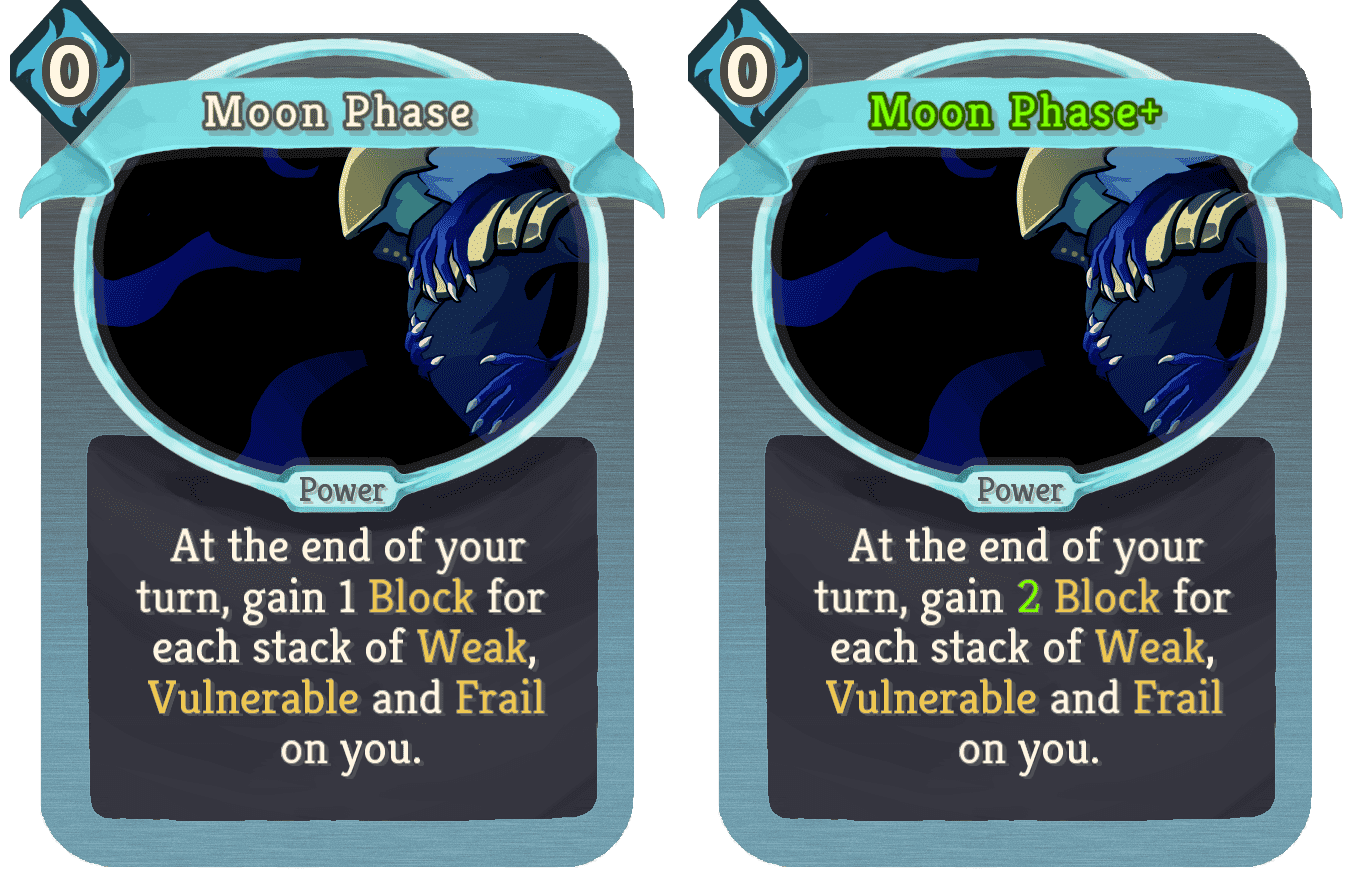 0
Moon Phase
Power
At the end of your
turn, gain 1 Block for
each stack of Weak,
Vulnerable and Frail
on you.
0
Moon Phase+
Power
At the end of your
turn, gain 2 Block for
each stack of Weak,
Vulnerable and Frail
on you.